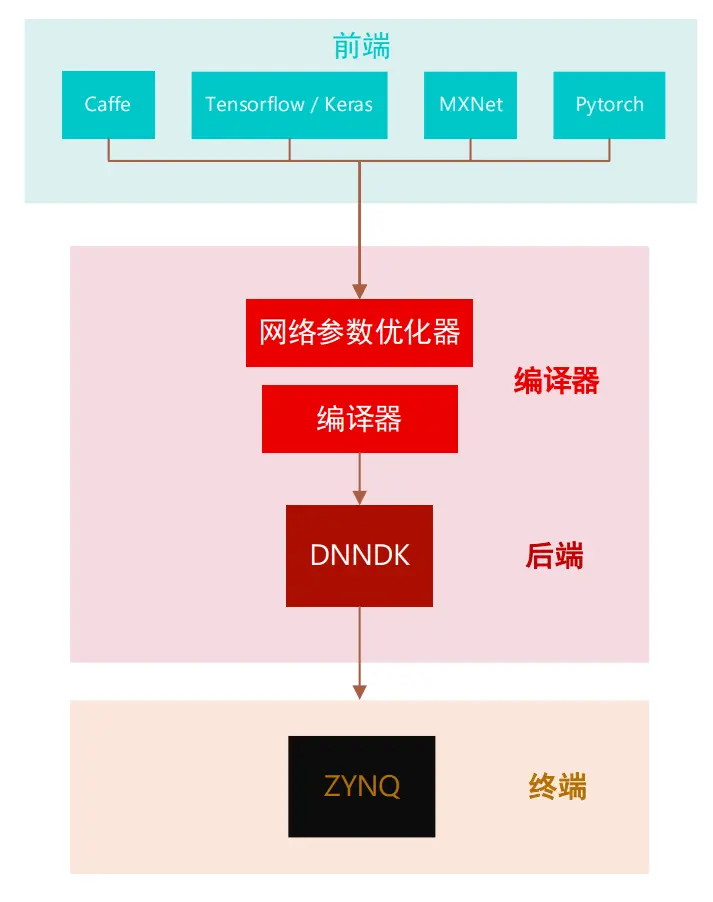 前端
Caffe
Tensorflow / Keras
MXNet
Pytorch
网络参数优化器
编译器
编译器
DNNDK
后端
ZYNQ
终端